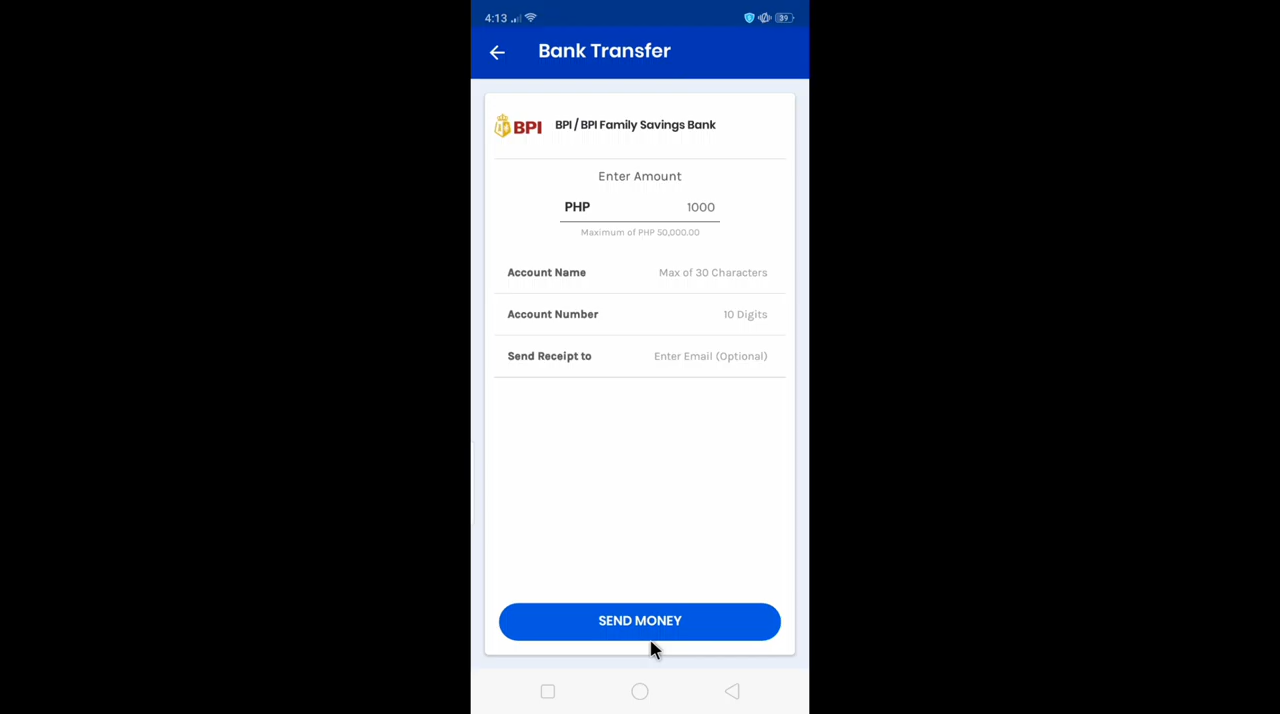 4:13
39
Bank Transfer
BPI BPI / BPI Family Savings Bank
Enter Amount
PHP 1000
Maximum of PHP 50,000.00
Account Name Max of 30 Characters
Account Number 10 Digits
Send Receipt to Enter Email (Optional)
SEND MONEY